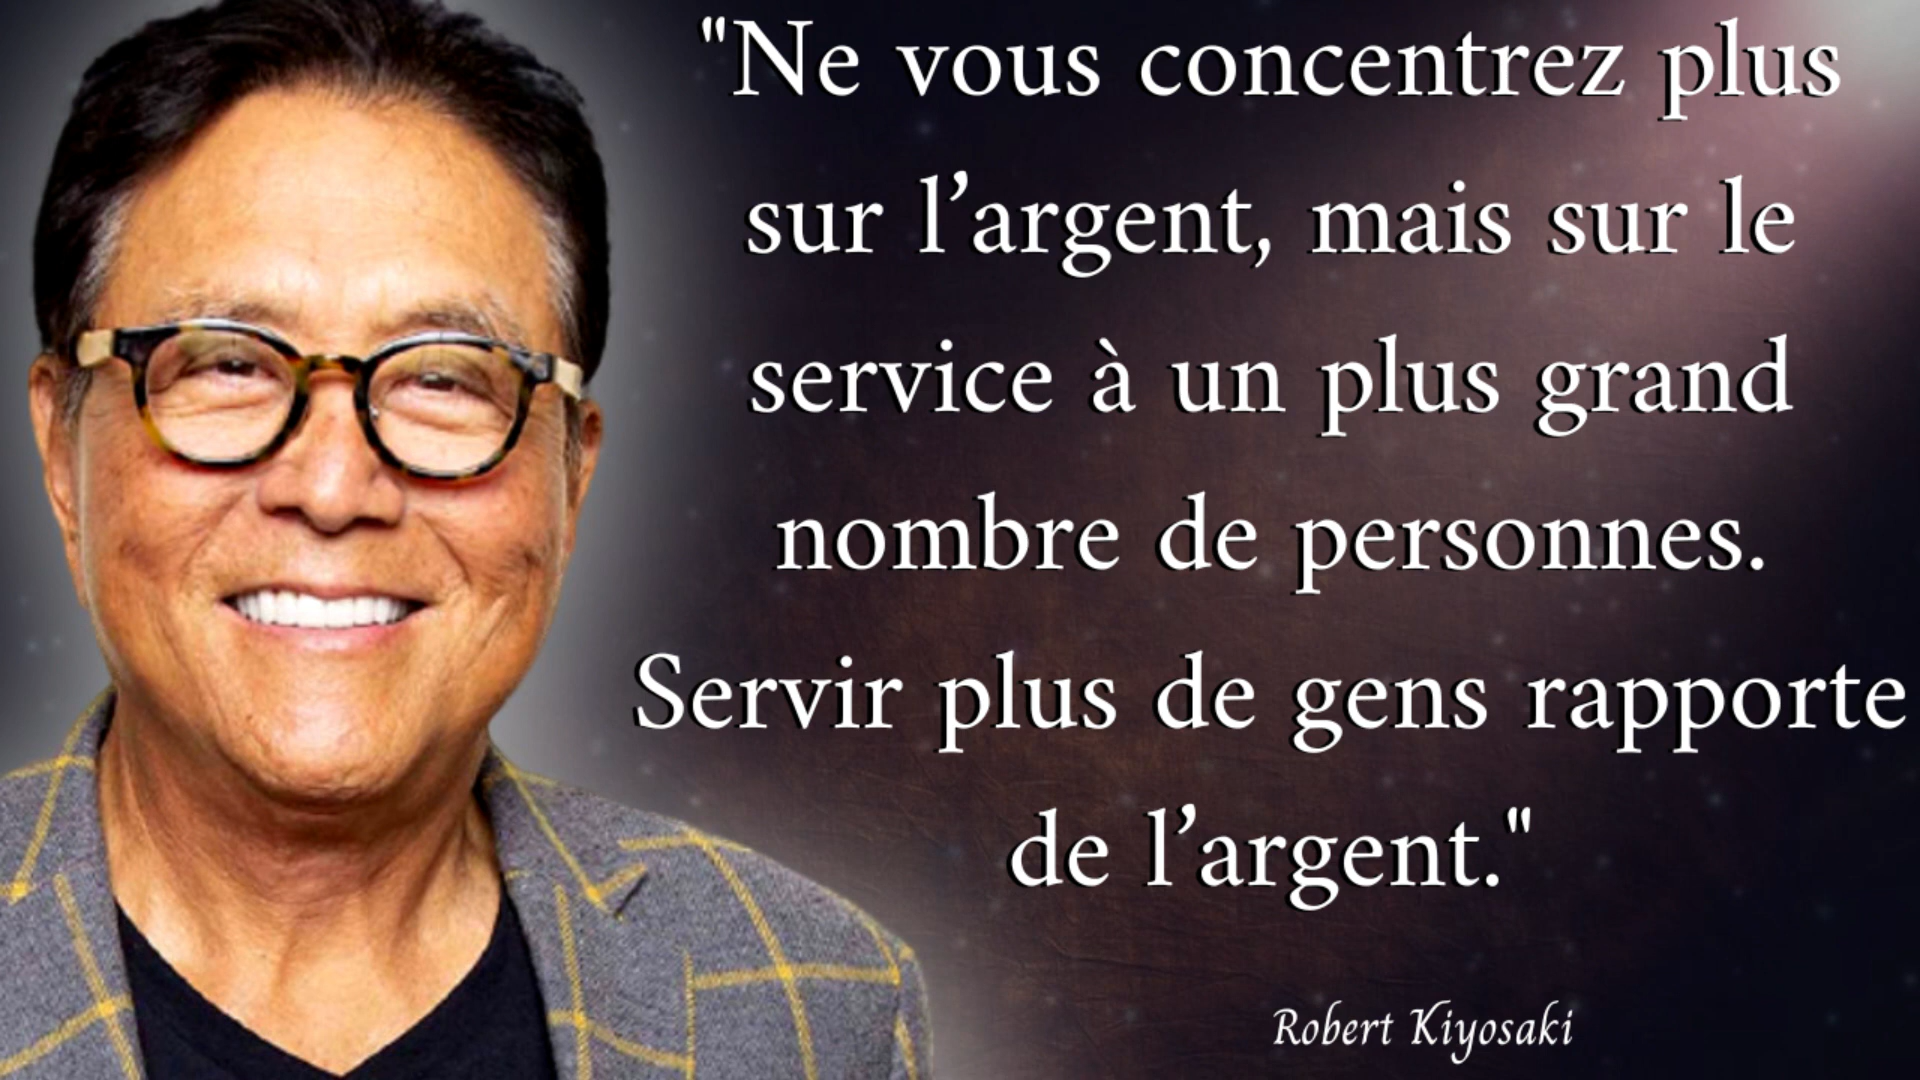 "Ne vous concentrez plus
sur l’argent, mais sur le
service à un plus grand
nombre de personnes.
Servir plus de gens rapporte
de l’argent."
Robert Kiyosaki